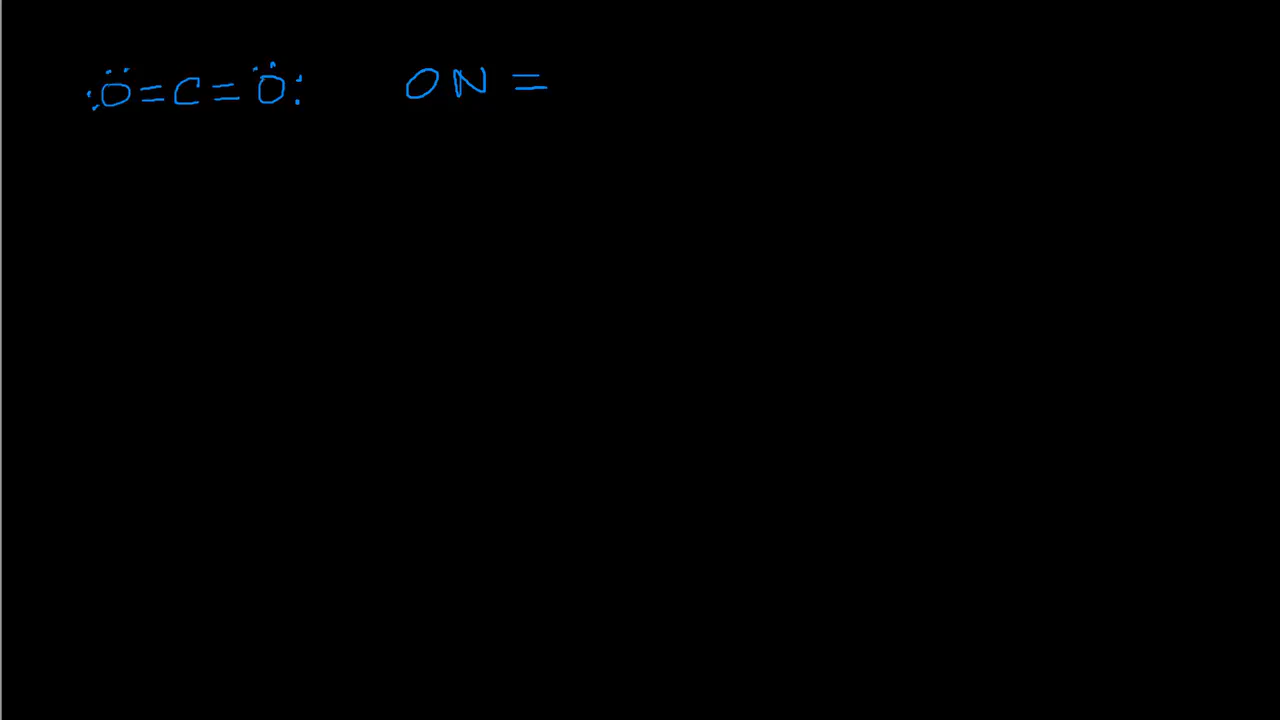 :Ö=C=Ö: ON =